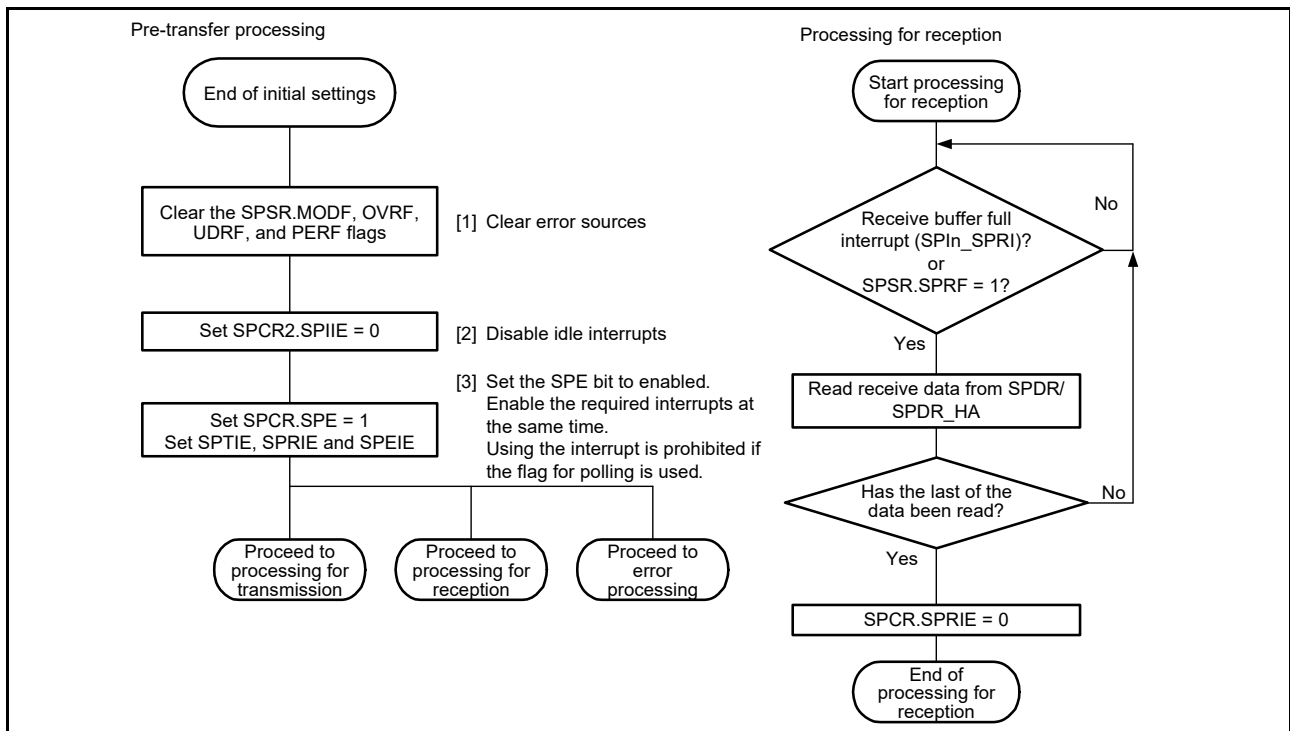 Pre-transfer processing
End of initial settings
Clear the SPSR.MODF, OVRF,
UDRF, and PERF flags
[1] Clear error sources
Set SPCR2.SPIIE = 0
[2] Disable idle interrupts
Set SPCR.SPE = 1
Set SPTIE, SPRIE and SPEIE
[3] Set the SPE bit to enabled.
Enable the required interrupts at
the same time.
Using the interrupt is prohibited if
the flag for polling is used.
Proceed to
processing for
transmission
Proceed to
processing for
reception
Proceed to
error
processing
Processing for reception
Start processing
for reception
Receive buffer full
interrupt (SPIn_SPRI)?
or
SPSR.SPRF = 1?
No
Yes
Read receive data from SPDR/
SPDR_HA
Has the last of the
data been read?
No
Yes
SPCR.SPRIE = 0
End of
processing for
reception